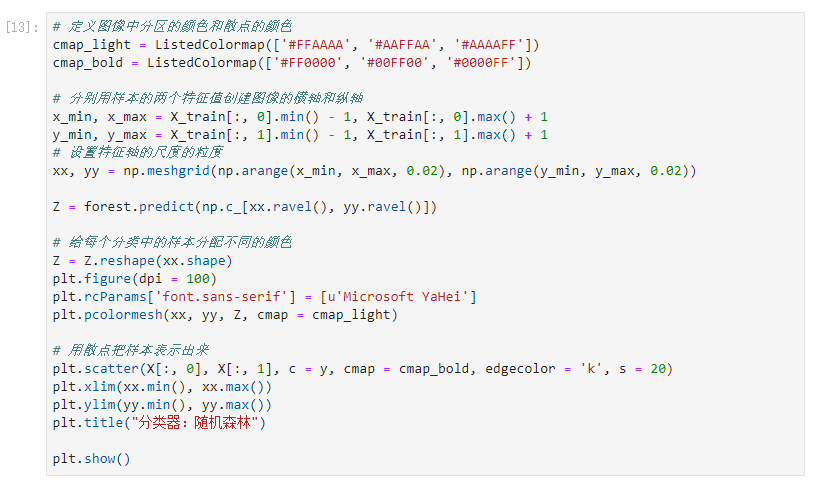 [13]:
# 定义图像中分区的颜色和散点的颜色
cmap_light = ListedColormap(['#FFAAAA', '#AAFFAA', '#AAAAFF'])
cmap_bold = ListedColormap(['#FF0000', '#00FF00', '#0000FF'])
# 分别用样本的两个特征值创建图像的横轴和纵轴
x_min, x_max = X_train[:, 0].min() - 1, X_train[:, 0].max() + 1
y_min, y_max = X_train[:, 1].min() - 1, X_train[:, 1].max() + 1
# 设置特征轴的尺度的粒度
xx, yy = np.meshgrid(np.arange(x_min, x_max, 0.02), np.arange(y_min, y_max, 0.02))
Z = forest.predict(np.c_[xx.ravel(), yy.ravel()])
# 给每个分类中的样本分配不同的颜色
Z = Z.reshape(xx.shape)
plt.figure(dpi = 100)
plt.rcParams['font.sans-serif'] = [u'Microsoft YaHei']
plt.pcolormesh(xx, yy, Z, cmap = cmap_light)
# 用散点把样本表示出来
plt.scatter(X[:, 0], X[:, 1], c = y, cmap = cmap_bold, edgecolor = 'k', s = 20)
plt.xlim(xx.min(), xx.max())
plt.ylim(yy.min(), yy.max())
plt.title("分类器：随机森林")
plt.show()